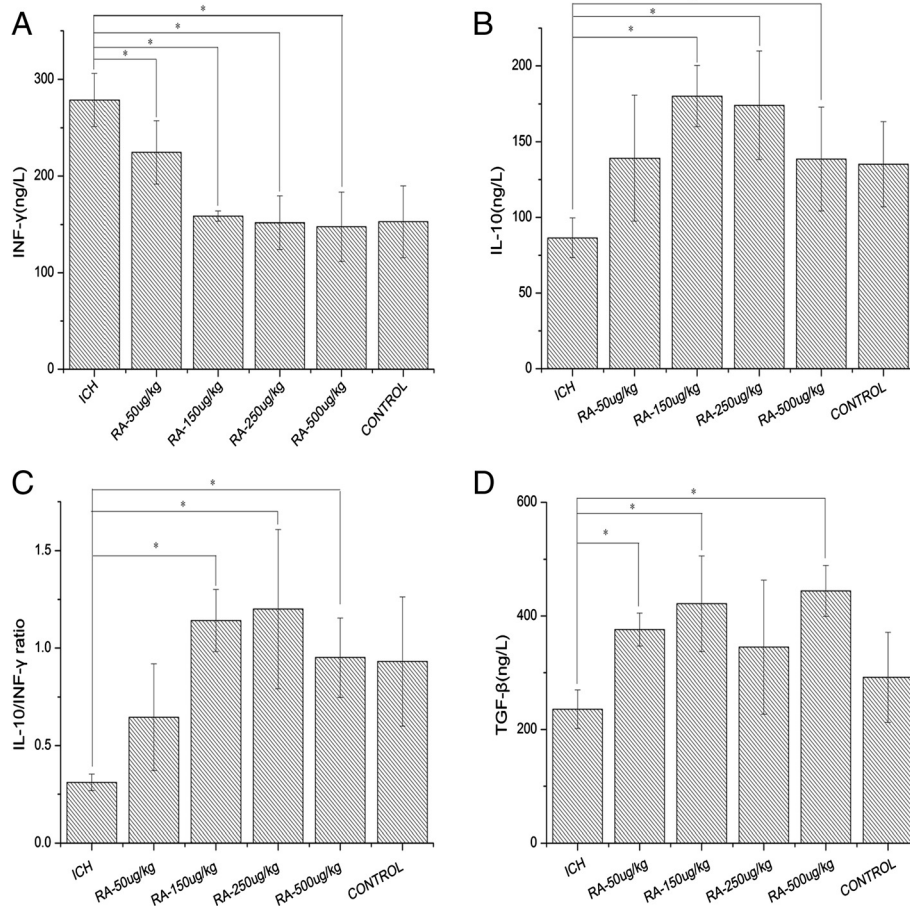 A
INF-γ(ng/L)
300
200
100
0
*
*
*
*
ICH
RA-50ug/kg
RA-150ug/kg
RA-250ug/kg
RA-500ug/kg
CONTROL
B
IL-10(ng/L)
200
150
100
50
0
*
*
*
ICH
RA-50ug/kg
RA-150ug/kg
RA-250ug/kg
RA-500ug/kg
CONTROL
C
IL-10/INF-γ ratio
1.5
1.0
0.5
0.0
*
*
*
ICH
RA-50ug/kg
RA-150ug/kg
RA-250ug/kg
RA-500ug/kg
CONTROL
D
TGF-β(ng/L)
600
400
200
0
*
*
*
ICH
RA-50ug/kg
RA-150ug/kg
RA-250ug/kg
RA-500ug/kg
CONTROL